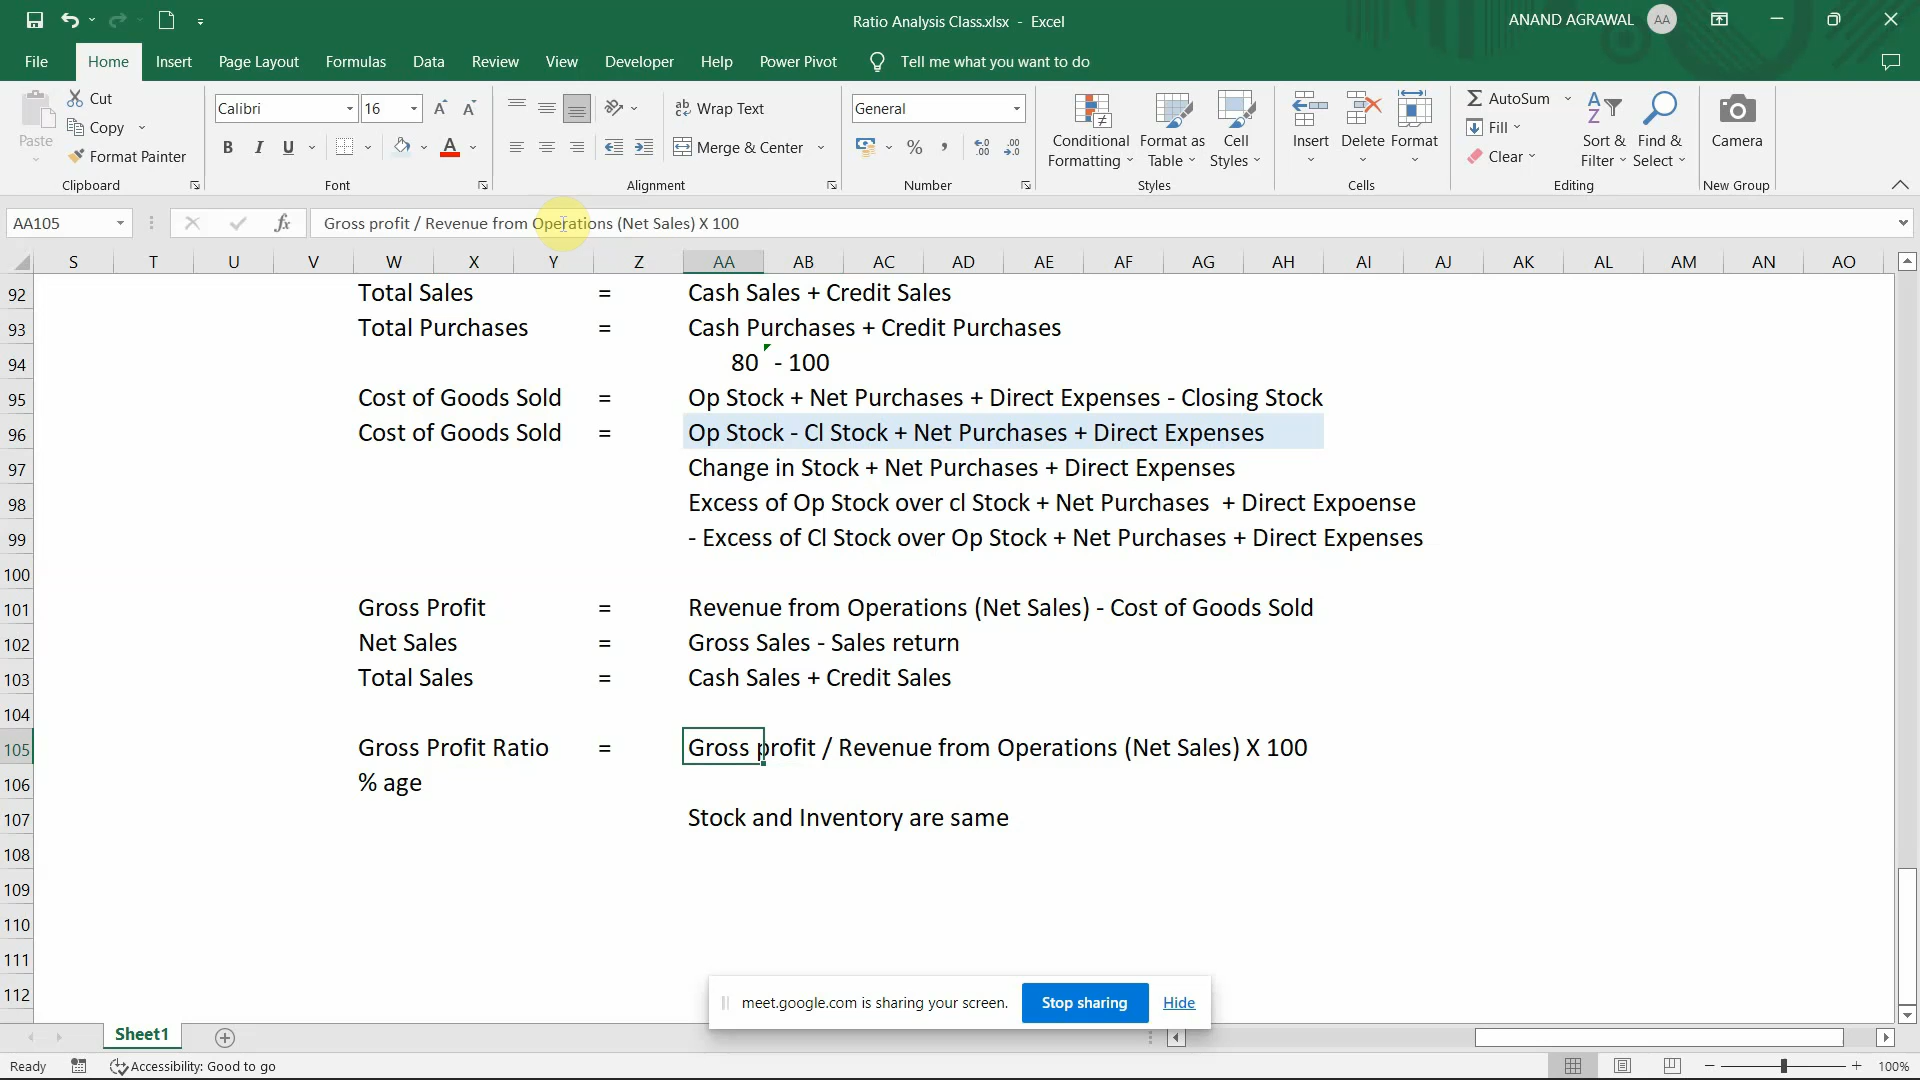 Ratio Analysis Class.xlsx - Excel
ANAND AGRAWAL AA
File Home Insert Page Layout Formulas Data Review View Developer Help Power Pivot Tell me what you want to do
Paste
Cut
Copy
Format Painter
Clipboard
Calibri 16
B I U
Font
Wrap Text
Merge & Center
Alignment
General
Number
Conditional Formatting
Format as Table
Cell Styles
Styles
Insert Delete Format
Cells
AutoSum
Fill
Clear
Sort & Filter
Find & Select
Editing
Camera
New Group
AA105 fx Gross profit / Revenue from Operations (Net Sales) X 100
S T U V W X Y Z AA AB AC AD AE AF AG AH AI AJ AK AL AM AN AO
92 Total Sales = Cash Sales + Credit Sales
93 Total Purchases = Cash Purchases + Credit Purchases
94 80 - 100
95 Cost of Goods Sold = Op Stock + Net Purchases + Direct Expenses - Closing Stock
96 Cost of Goods Sold = Op Stock - Cl Stock + Net Purchases + Direct Expenses
97 Change in Stock + Net Purchases + Direct Expenses
98 Excess of Op Stock over cl Stock + Net Purchases + Direct Expoense
99 - Excess of Cl Stock over Op Stock + Net Purchases + Direct Expenses
100
101 Gross Profit = Revenue from Operations (Net Sales) - Cost of Goods Sold
102 Net Sales = Gross Sales - Sales return
103 Total Sales = Cash Sales + Credit Sales
104
105 Gross Profit Ratio = Gross profit / Revenue from Operations (Net Sales) X 100
106 % age
107 Stock and Inventory are same
108
109
110
111
112
meet.google.com is sharing your screen. Stop sharing Hide
Sheet1
Ready Accessibility: Good to go 100%